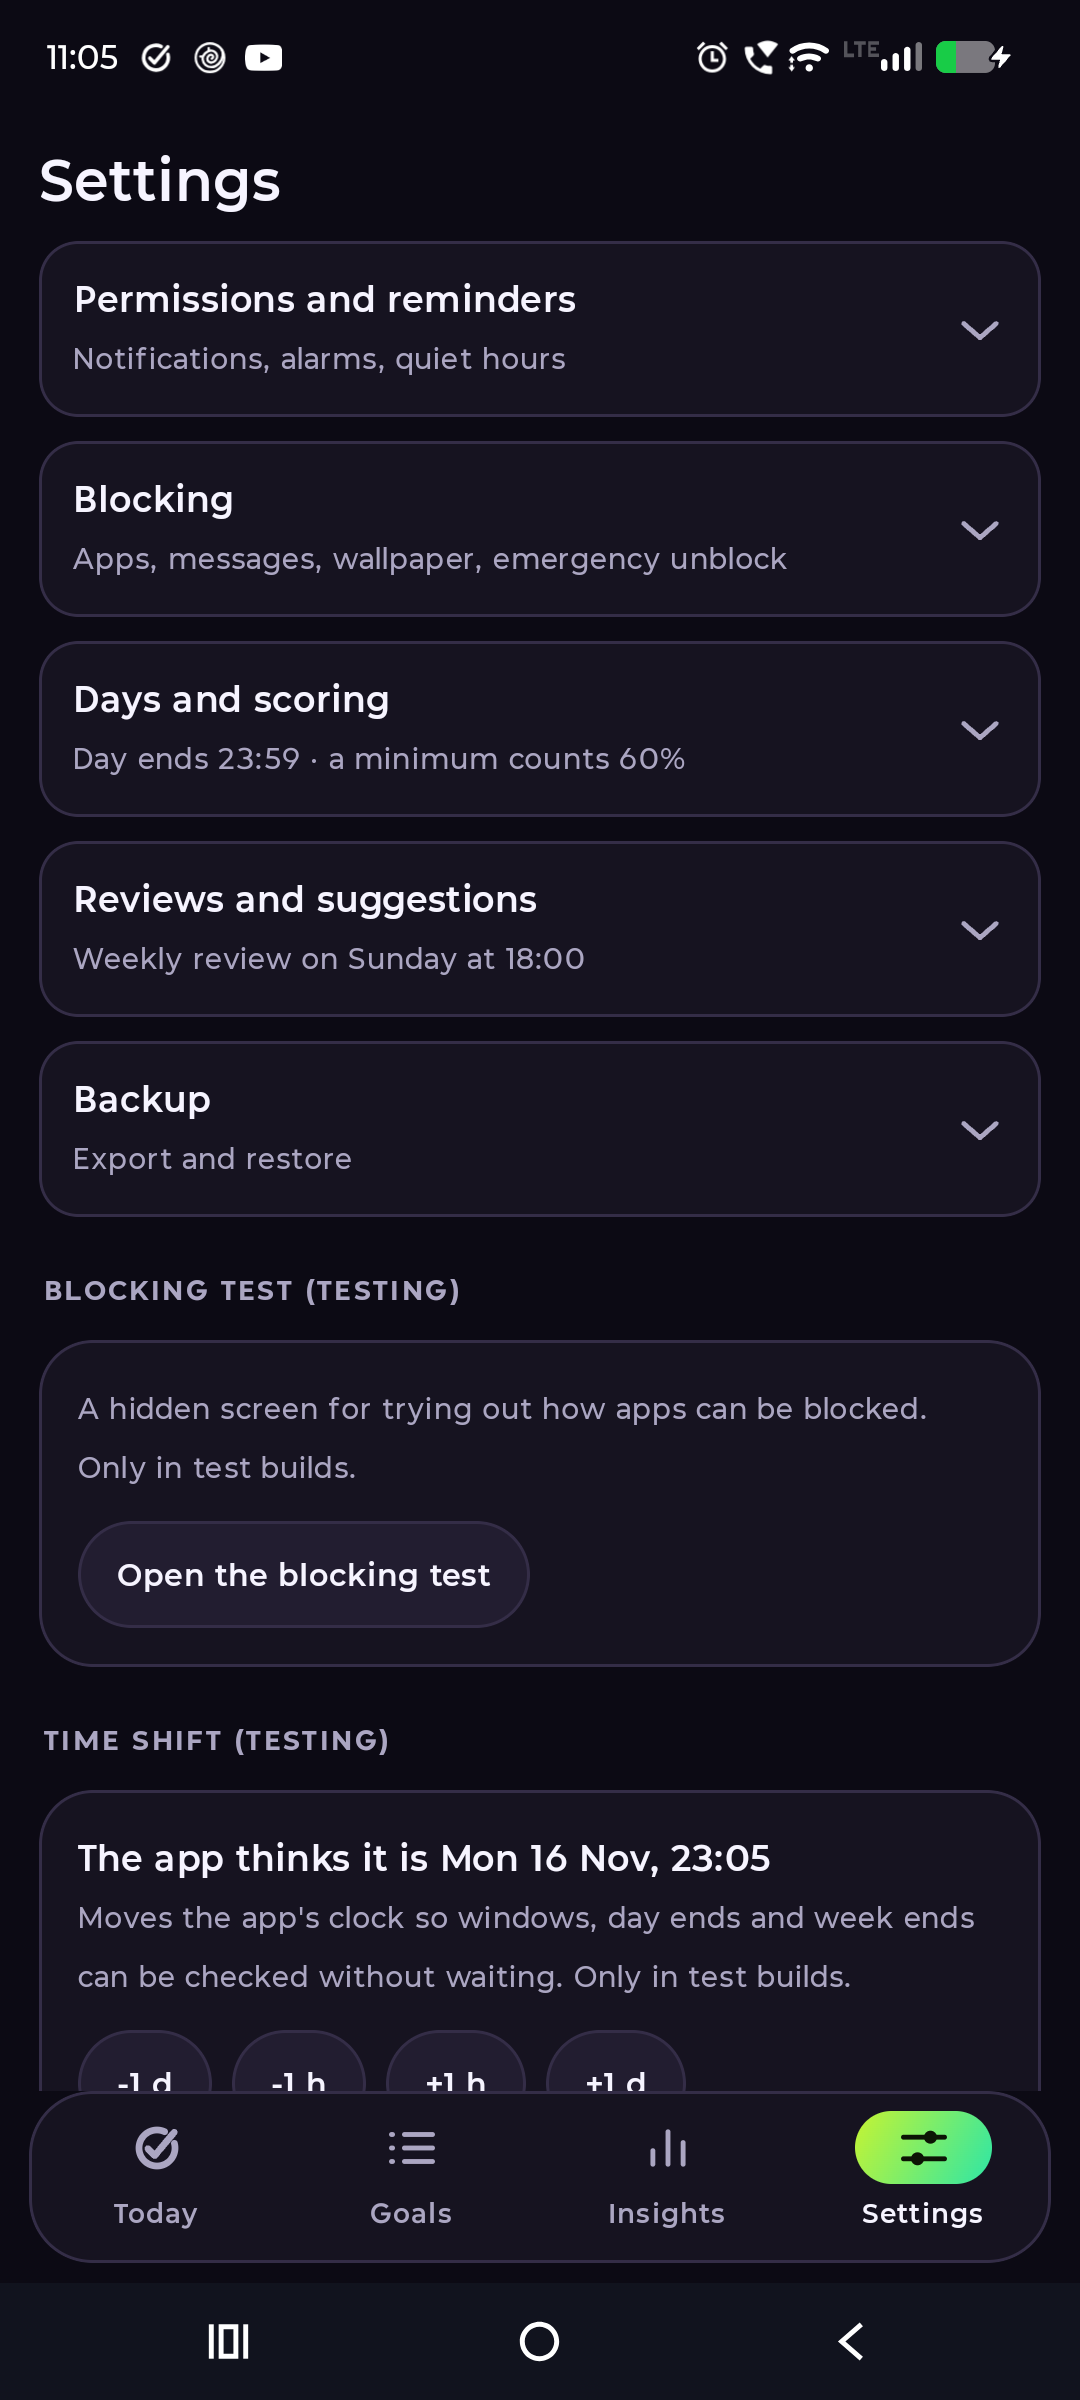 11:05
LTE
Settings
Permissions and reminders
Notifications, alarms, quiet hours
Blocking
Apps, messages, wallpaper, emergency unblock
Days and scoring
Day ends 23:59 · a minimum counts 60%
Reviews and suggestions
Weekly review on Sunday at 18:00
Backup
Export and restore
BLOCKING TEST (TESTING)
A hidden screen for trying out how apps can be blocked.
Only in test builds.
Open the blocking test
TIME SHIFT (TESTING)
The app thinks it is Mon 16 Nov, 23:05
Moves the app's clock so windows, day ends and week ends
can be checked without waiting. Only in test builds.
-1 d -1 h +1 h +1 d
Today Goals Insights Settings